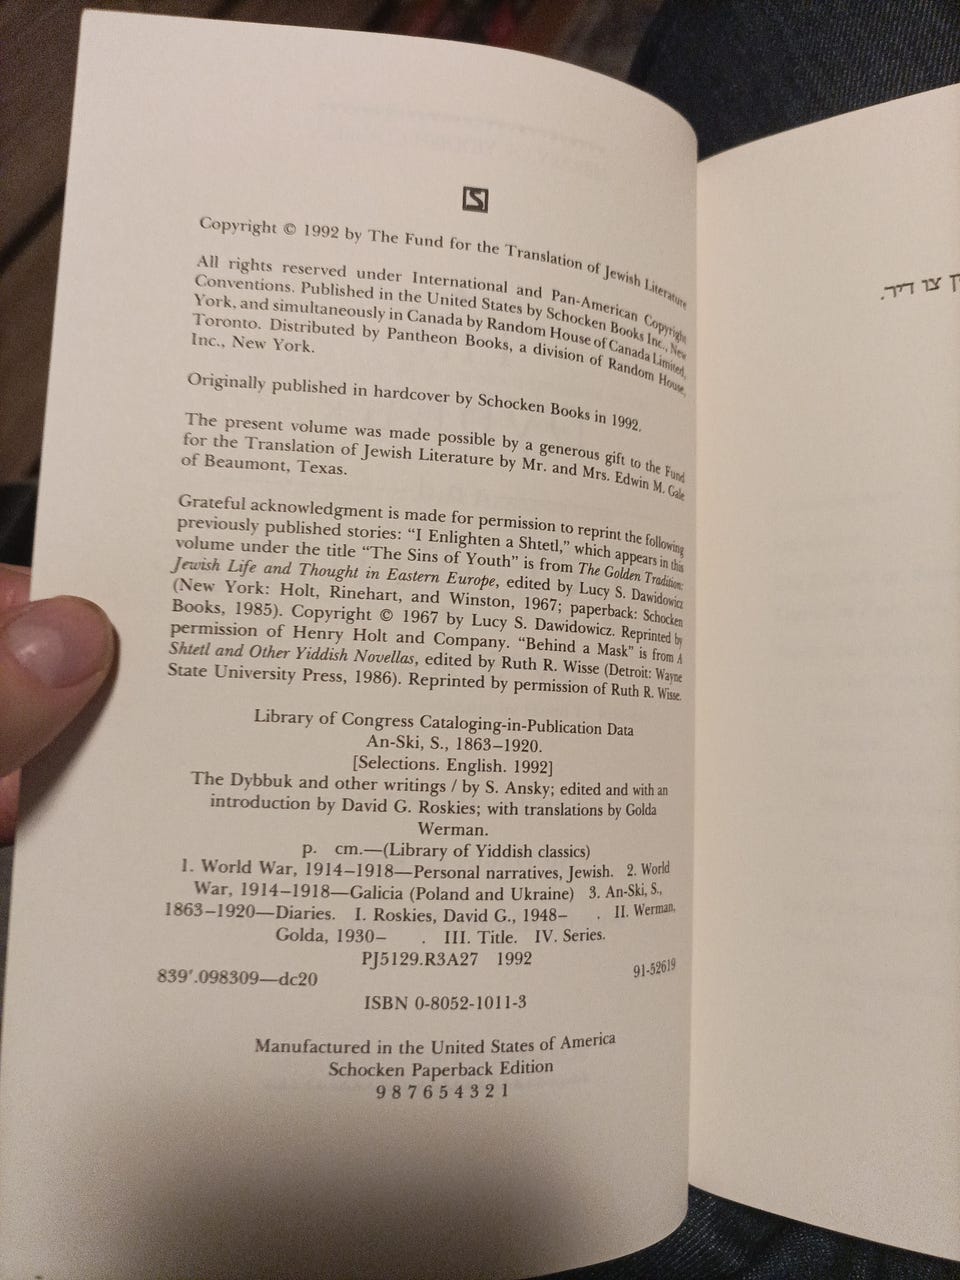 S
Copyright © 1992 by The Fund for the Translation of Jewish Literature
All rights reserved under International and Pan-American Copyright
Conventions. Published in the United States by Schocken Books Inc., New
York, and simultaneously in Canada by Random House of Canada Limited,
Toronto. Distributed by Pantheon Books, a division of Random House,
Inc., New York.
Originally published in hardcover by Schocken Books in 1992.
The present volume was made possible by a generous gift to the Fund
for the Translation of Jewish Literature by Mr. and Mrs. Edwin M. Gale
of Beaumont, Texas.
Grateful acknowledgment is made for permission to reprint the following
previously published stories: “I Enlighten a Shtetl,” which appears in this
volume under the title “The Sins of Youth” is from The Golden Tradition:
Jewish Life and Thought in Eastern Europe, edited by Lucy S. Dawidowicz
(New York: Holt, Rinehart, and Winston, 1967; paperback: Schocken
Books, 1985). Copyright © 1967 by Lucy S. Dawidowicz. Reprinted by
permission of Henry Holt and Company. “Behind a Mask” is from A
Shtetl and Other Yiddish Novellas, edited by Ruth R. Wisse (Detroit: Wayne
State University Press, 1986). Reprinted by permission of Ruth R. Wisse.
Library of Congress Cataloging-in-Publication Data
An-Ski, S., 1863–1920.
[Selections. English. 1992]
The Dybbuk and other writings / by S. Ansky; edited and with an
introduction by David G. Roskies; with translations by Golda
Werman.
p. cm.—(Library of Yiddish classics)
1. World War, 1914–1918—Personal narratives, Jewish. 2. World
War, 1914–1918—Galicia (Poland and Ukraine) 3. An-Ski, S.,
1863–1920—Diaries. I. Roskies, David G., 1948– . II. Werman,
Golda, 1930– . III. Title. IV. Series.
PJ5129.R3A27 1992
839'.098309—dc20 91-52619
ISBN 0-8052-1011-3
Manufactured in the United States of America
Schocken Paperback Edition
9 8 7 6 5 4 3 2 1
צו דיר.